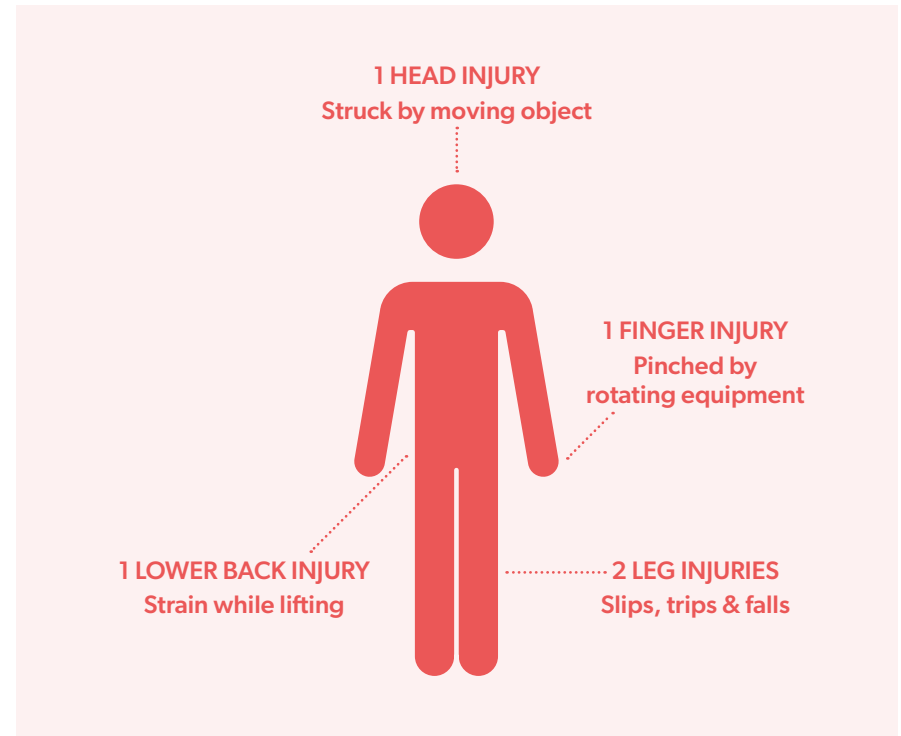 1 HEAD INJURY
Struck by moving object
1 FINGER INJURY
Pinched by
rotating equipment
1 LOWER BACK INJURY
Strain while lifting
2 LEG INJURIES
Slips, trips & falls